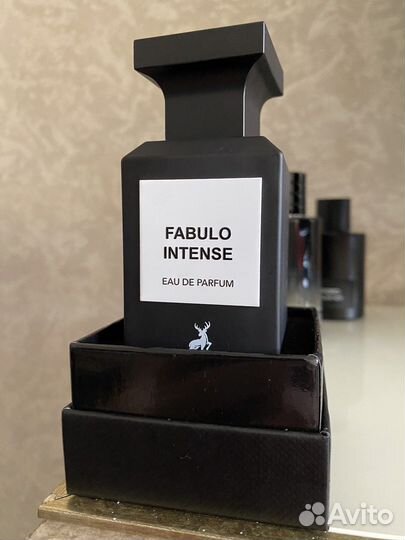 FABULO
INTENSE
EAU DE PARFUM
Avito